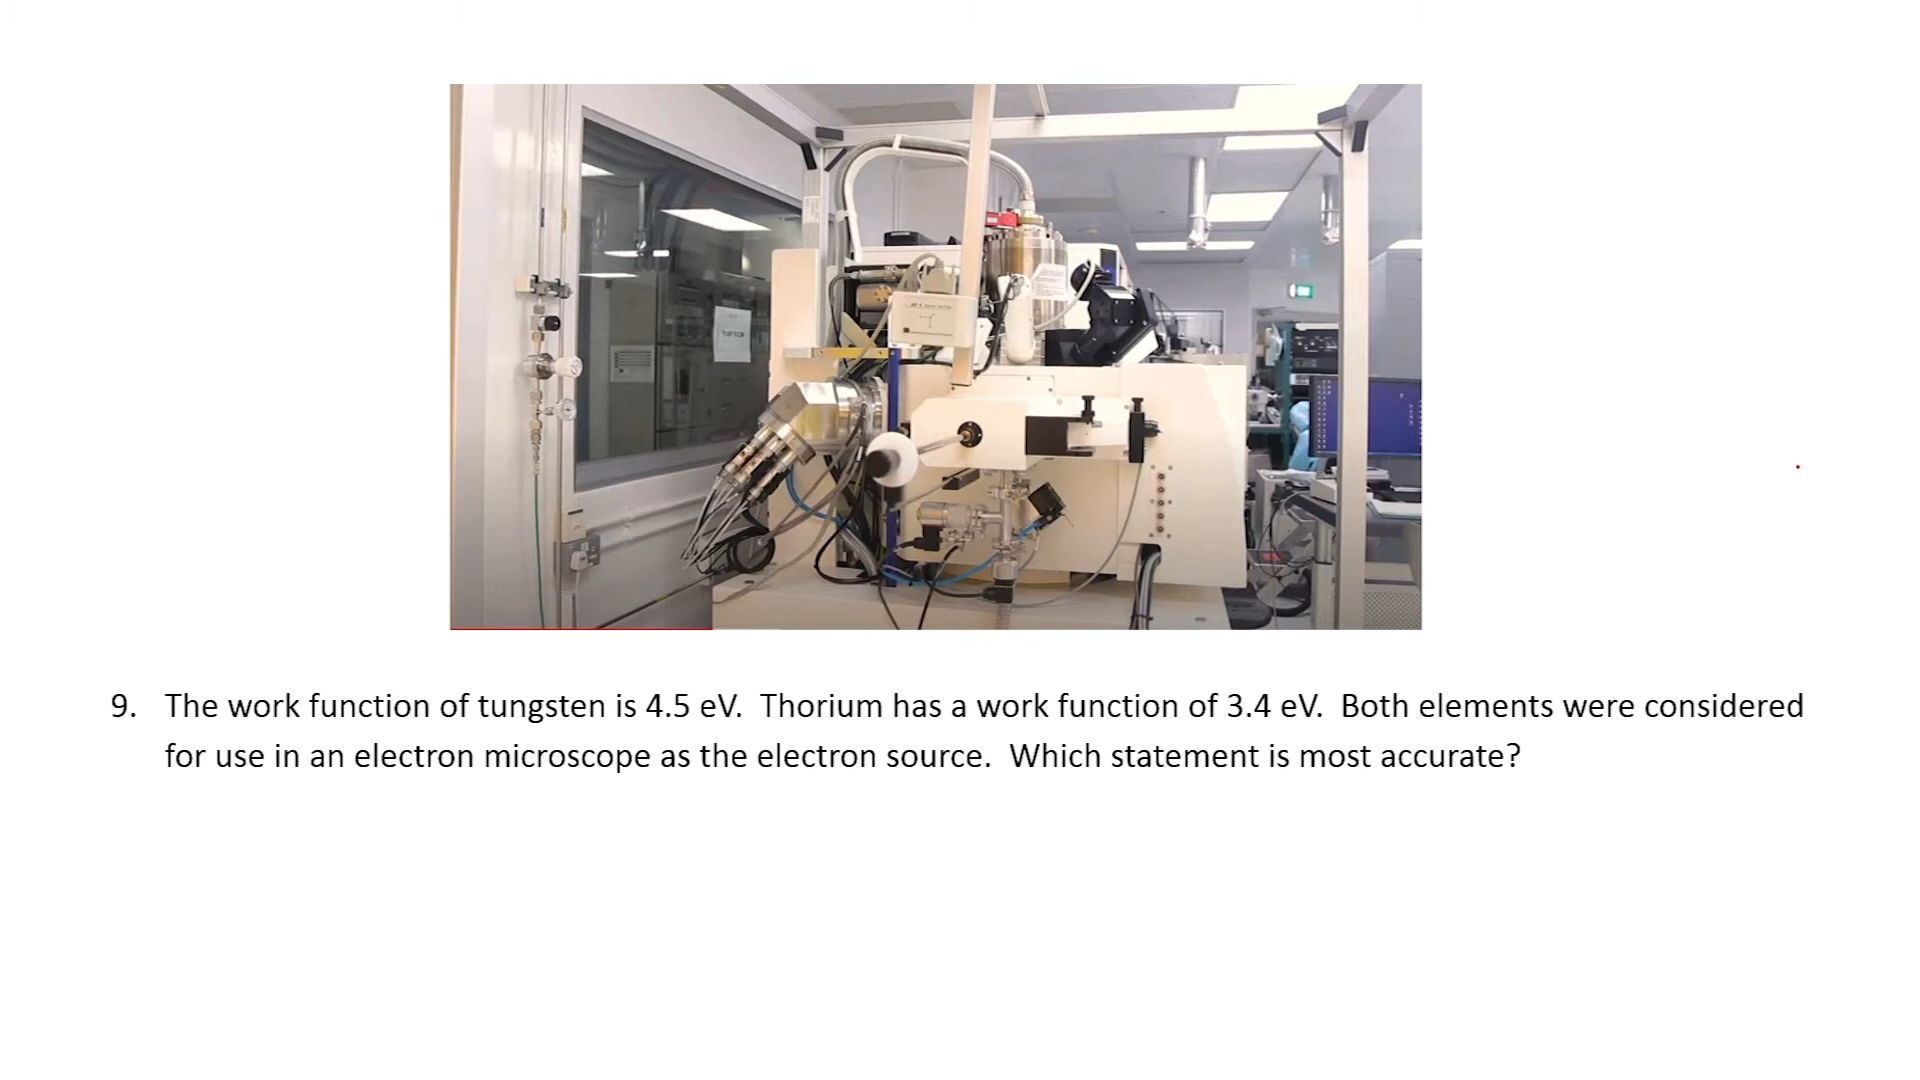 9. The work function of tungsten is 4.5 eV. Thorium has a work function of 3.4 eV. Both elements were considered
for use in an electron microscope as the electron source. Which statement is most accurate?